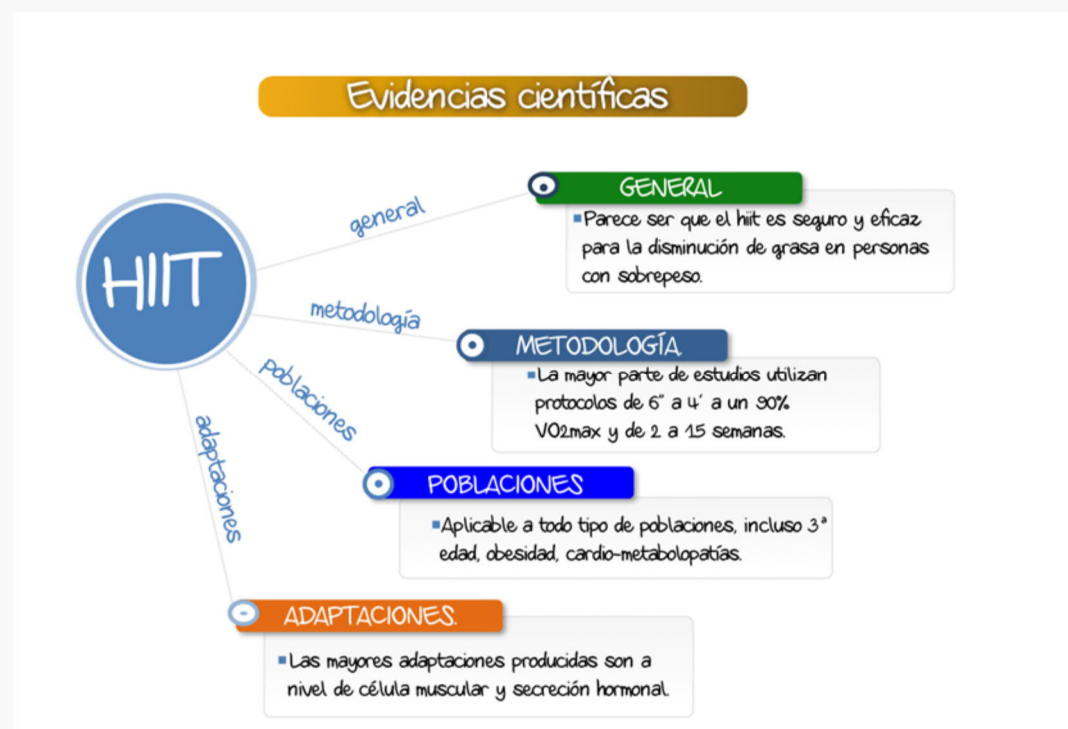 Evidencias científicas
HIIT
general
GENERAL
▪Parece ser que el hiit es seguro y eficaz
para la disminución de grasa en personas
con sobrepeso.
metodología
METODOLOGÍA.
▪La mayor parte de estudios utilizan
protocolos de 6" a 4' a un 90%
VO2max y de 2 a 15 semanas.
poblaciones
POBLACIONES
▪Aplicable a todo tipo de poblaciones, incluso 3ª
edad, obesidad, cardio-metabolopatías.
adaptaciones
ADAPTACIONES.
▪Las mayores adaptaciones producidas son a
nivel de célula muscular y secreción hormonal.